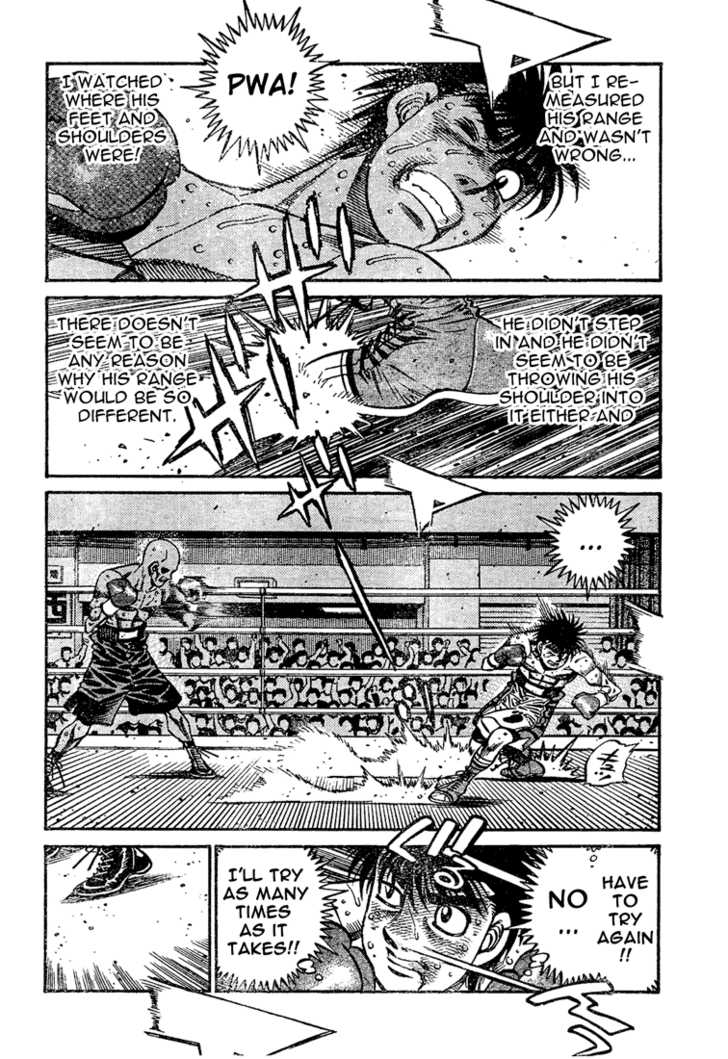 BUT I RE-
MEASURED
HIS RANGE
AND WASN'T
WRONG...
PWA!
I WATCHED
WHERE HIS
FEET AND
SHOULDERS
WERE!
HE DIDN'T STEP
IN AND HE DIDN'T
SEEM TO BE
THROWING HIS
SHOULDER INTO
IT EITHER AND
THERE DOESN'T
SEEM TO BE
ANY REASON
WHY HIS RANGE
WOULD BE SO
DIFFERENT.
...
HAVE
TO
TRY
AGAIN
!!
NO
...
I'LL TRY
AS MANY
TIMES
AS IT
TAKES!!